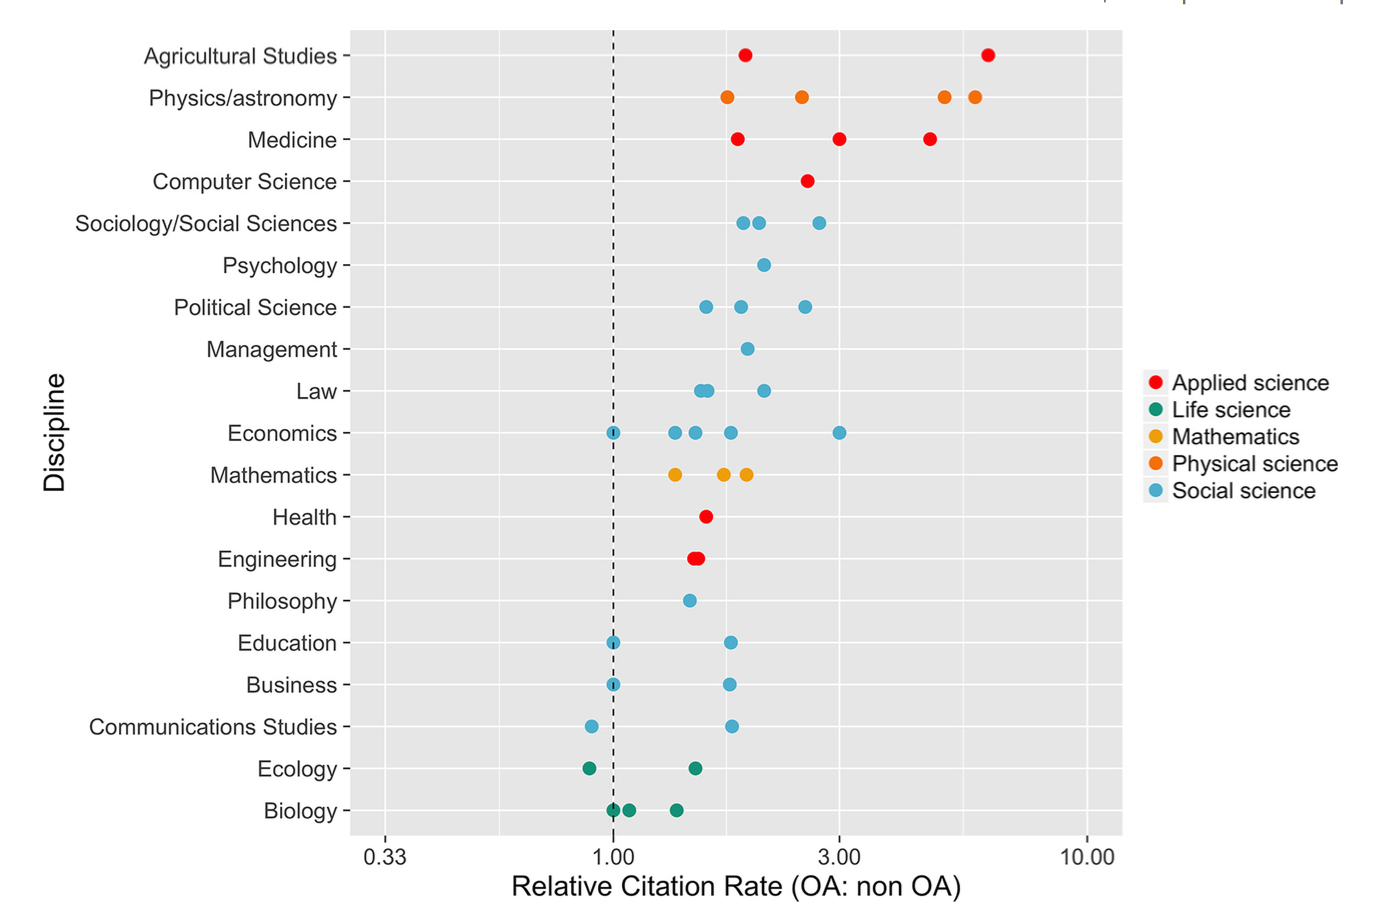 Agricultural Studies
Physics/astronomy
Medicine
Computer Science
Sociology/Social Sciences
Psychology
Political Science
Management
Law
Economics
Mathematics
Health
Engineering
Philosophy
Education
Business
Communications Studies
Ecology
Biology
Discipline
0.33 1.00 3.00 10.00
Relative Citation Rate (OA: non OA)
Applied science
Life science
Mathematics
Physical science
Social science